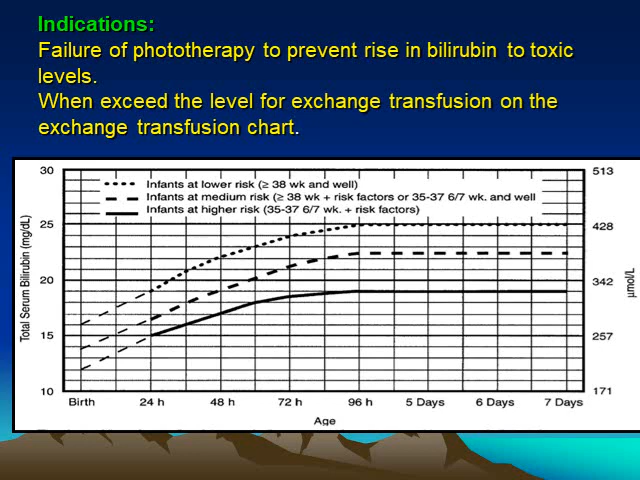 Indications:
Failure of phototherapy to prevent rise in bilirubin to toxic
levels.
When exceed the level for exchange transfusion on the
exchange transfusion chart.
Infants at lower risk (≥ 38 wk and well)
Infants at medium risk (≥ 38 wk + risk factors or 35-37 6/7 wk. and well
Infants at higher risk (35-37 6/7 wk. + risk factors)
Total Serum Bilirubin (mg/dL)
30
25
20
15
10
513
428
342
257
171
µmol/L
Birth 24 h 48 h 72 h 96 h 5 Days 6 Days 7 Days
Age